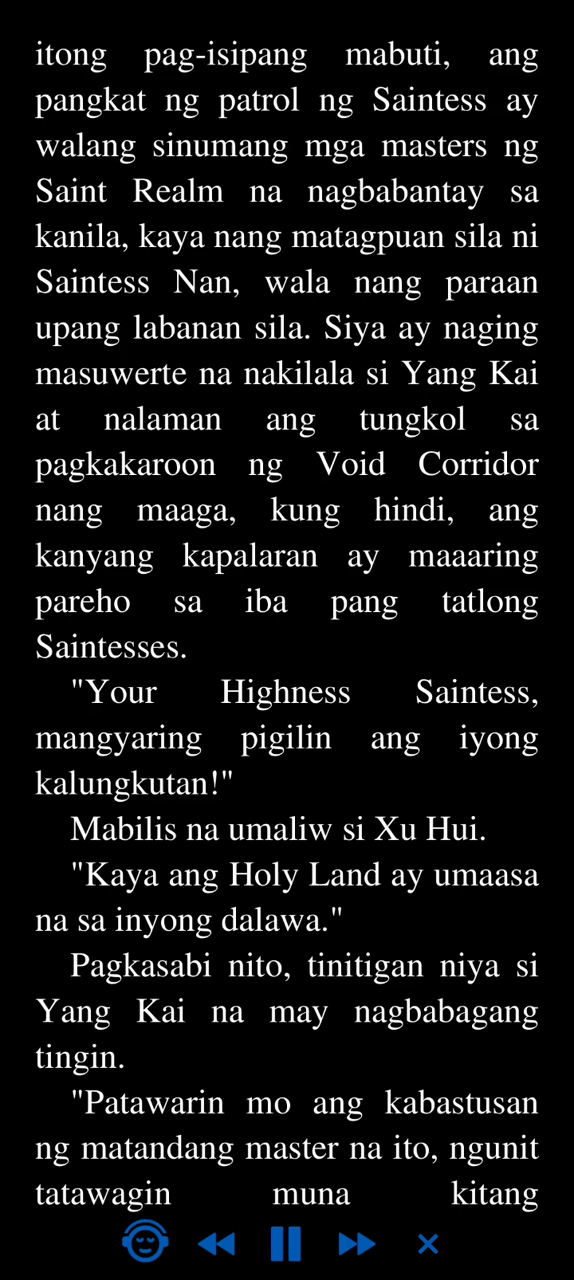 itong pag-isipang mabuti, ang
pangkat ng patrol ng Saintess ay
walang sinumang mga masters ng
Saint Realm na nagbabantay sa
kanila, kaya nang matagpuan sila ni
Saintess Nan, wala nang paraan
upang labanan sila. Siya ay naging
masuwerte na nakilala si Yang Kai
at nalaman ang tungkol sa
pagkakaroon ng Void Corridor
nang maaga, kung hindi, ang
kanyang kapalaran ay maaaring
pareho sa iba pang tatlong
Saintesses.
"Your Highness Saintess,
mangyaring pigilin ang iyong
kalungkutan!"
Mabilis na umaliw si Xu Hui.
"Kaya ang Holy Land ay umaasa
na sa inyong dalawa."
Pagkasabi nito, tinitigan niya si
Yang Kai na may nagbabagang
tingin.
"Patawarin mo ang kabastusan
ng matandang master na ito, ngunit
tatawagin muna kitang